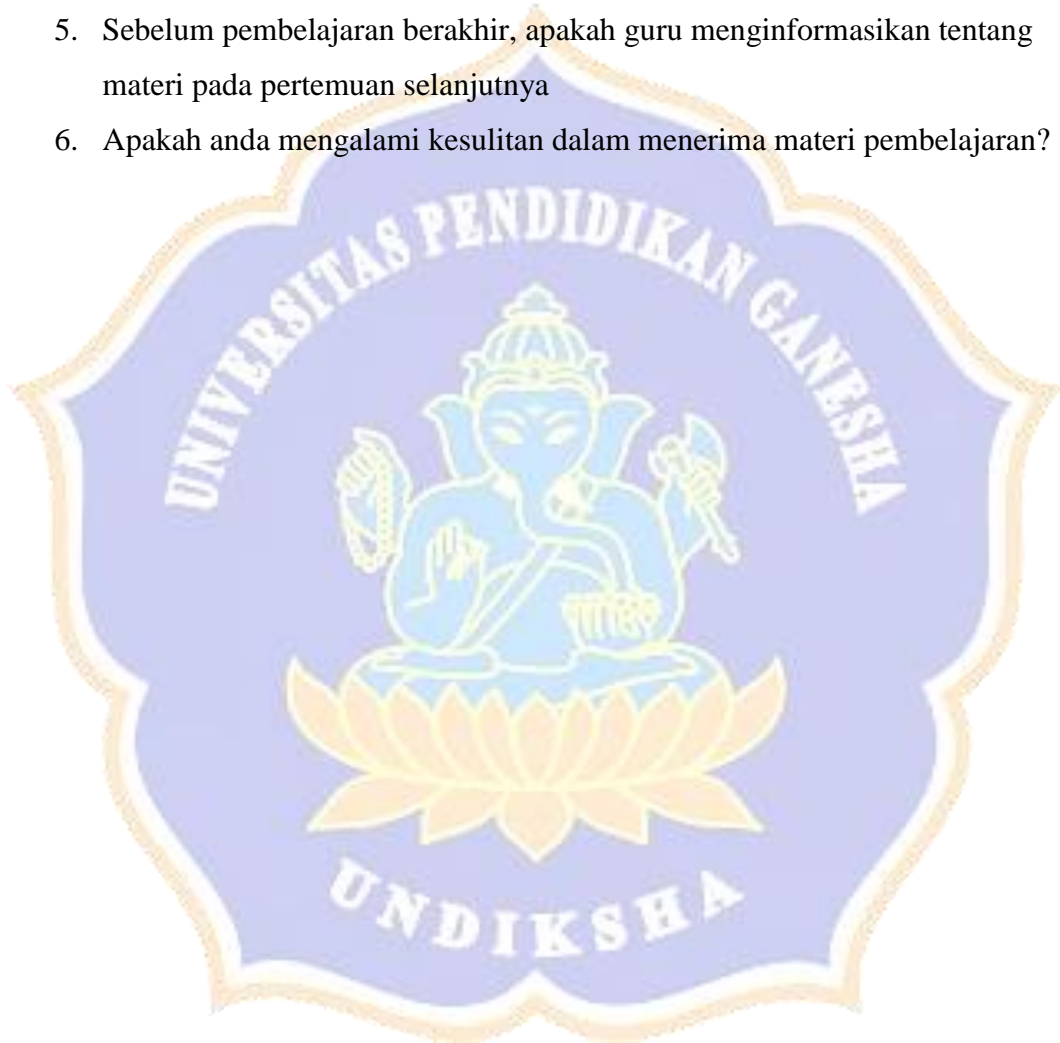 5. Sebelum pembelajaran berakhir, apakah guru menginformasikan tentang
materi pada pertemuan selanjutnya
6. Apakah anda mengalami kesulitan dalam menerima materi pembelajaran?
UNIVERSITAS PENDIDIKAN GANESHA
UNDIKSHA